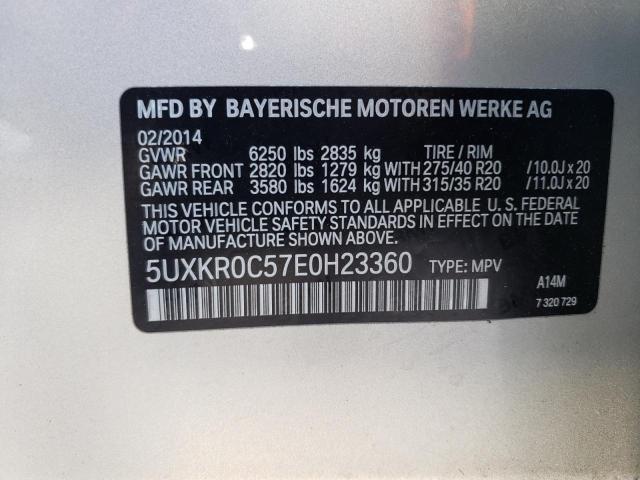 MFD BY BAYERISCHE MOTOREN WERKE AG
02/2014
GVWR 6250 lbs 2835 kg TIRE / RIM
GAWR FRONT 2820 lbs 1279 kg WITH 275/40 R20 /10.0J x 20
GAWR REAR 3580 lbs 1624 kg WITH 315/35 R20 /11.0J x 20
THIS VEHICLE CONFORMS TO ALL APPLICABLE U. S. FEDERAL
MOTOR VEHICLE SAFETY STANDARDS IN EFFECT ON THE DATE
OF MANUFACTURE SHOWN ABOVE.
5UXKR0C57E0H23360 TYPE: MPV
A14M
7 320 729